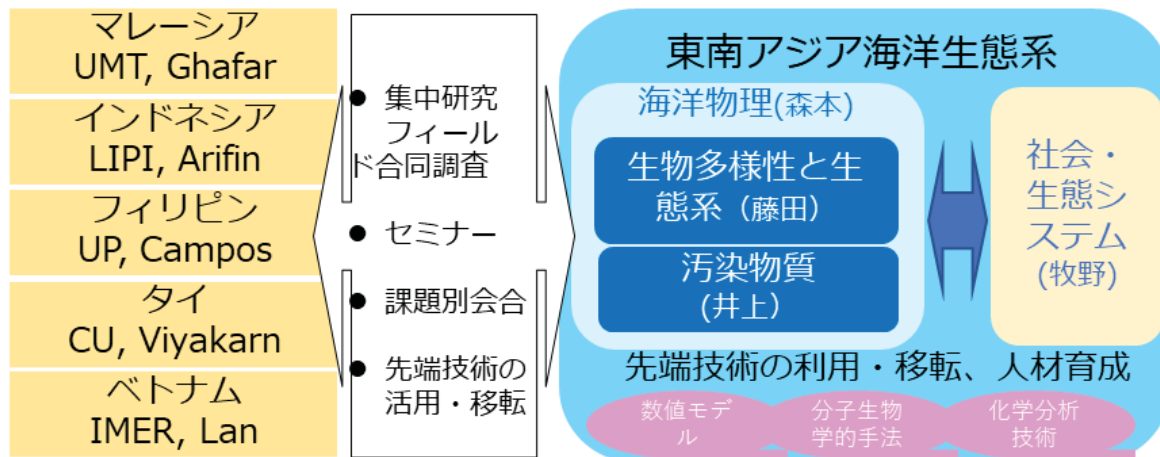 マレーシア
UMT, Ghafar
インドネシア
LIPI, Arifin
フィリピン
UP, Campos
タイ
CU, Viyakarn
ベトナム
IMER, Lan
● 集中研究
フィール
ド合同調査
● セミナー
● 課題別会合
● 先端技術の
活用・移転
東南アジア海洋生態系
海洋物理(森本)
生物多様性と生
態系（藤田）
汚染物質
(井上）
社会・
生態シ
ステム
(牧野)
先端技術の利用・移転、人材育成
数値モデ
ル
分子生物
学的手法
化学分析
技術